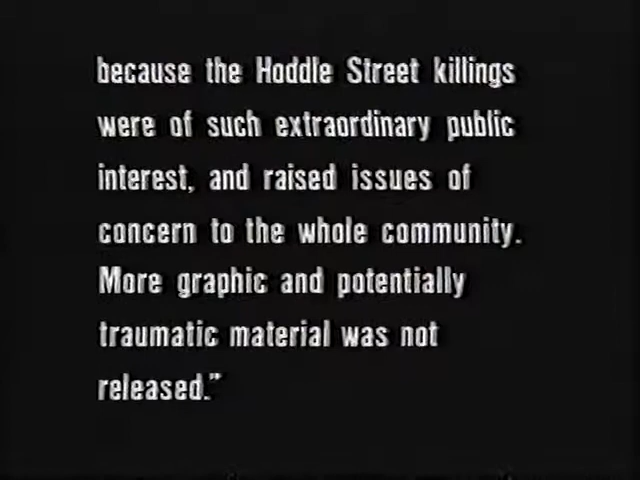 because the Hoddle Street killings
were of such extraordinary public
interest, and raised issues of
concern to the whole community.
More graphic and potentially
traumatic material was not
released."